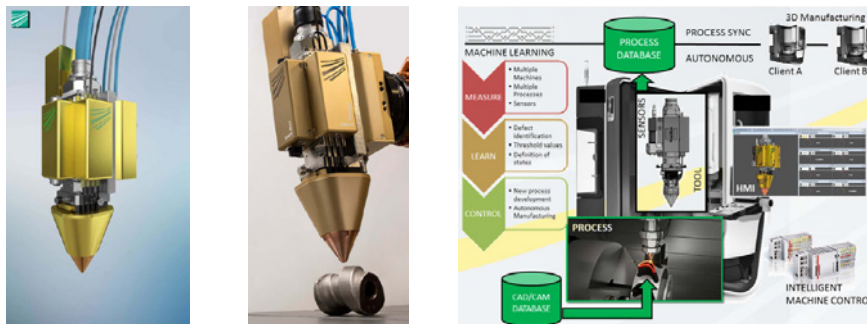 MACHINE LEARNING
PROCESS
DATABASE
PROCESS SYNC
AUTONOMOUS
3D Manufacturing
Client A
Client B
MEASURE
• Multiple
Machines
• Multiple
Processes
• Sensors
LEARN
• Defect
identification
• Threshold values
• Definition of
states
CONTROL
• New process
development
• Autonomous
Manufacturing
SENSORS
TOOL
HMI
PROCESS
CAD/CAM
DATABASE
INTELLIGENT
MACHINE CONTROL